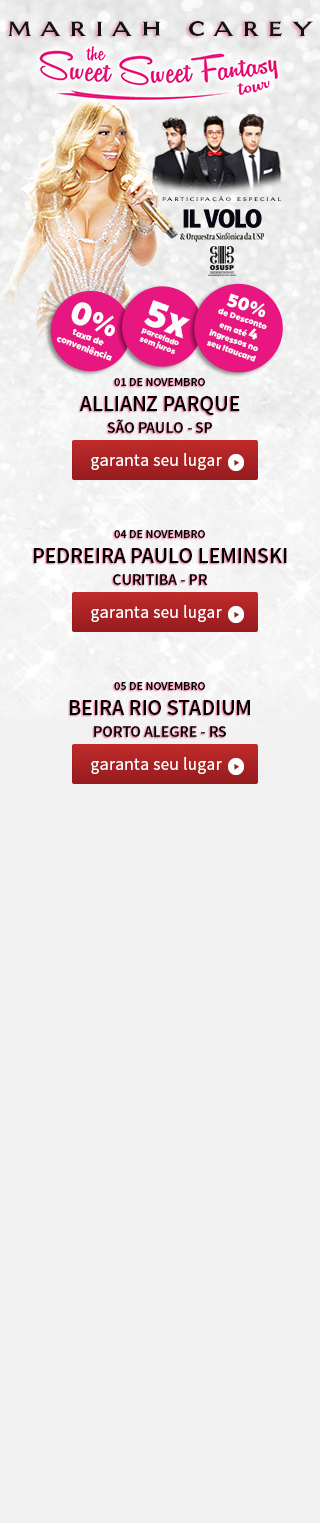 MARIAH CAREY
the
Sweet Sweet Fantasy
tour
PARTICIPAÇÃO ESPECIAL
IL VOLO
& Orquestra Sinfônica da USP
OSUSP
0%
taxa de
conveniência
5x
parcelado
sem juros
50%
de Desconto
em até 4
ingressos no
seu Itaucard
01 DE NOVEMBRO
ALLIANZ PARQUE
SÃO PAULO - SP
garanta seu lugar
04 DE NOVEMBRO
PEDREIRA PAULO LEMINSKI
CURITIBA - PR
garanta seu lugar
05 DE NOVEMBRO
BEIRA RIO STADIUM
PORTO ALEGRE - RS
garanta seu lugar